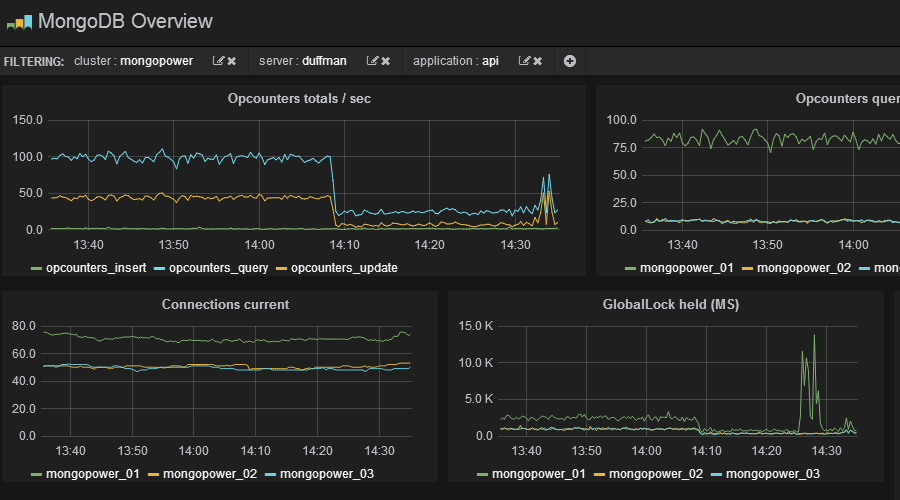 MongoDB Overview
FILTERING: cluster : mongopower server : duffman application : api
Opcounters totals / sec
150.0
100.0
50.0
0.0
13:40 13:50 14:00 14:10 14:20 14:30
opcounters_insert opcounters_query opcounters_update
Opcounters quer
100.0
75.0
50.0
25.0
0.0
13:40 13:50 14:00
mongopower_01 mongopower_02 mon
Connections current
80.0
60.0
40.0
20.0
0.0
13:40 13:50 14:00 14:10 14:20 14:30
mongopower_01 mongopower_02 mongopower_03
GlobalLock held (MS)
15.0 K
10.0 K
5.0 K
0.0
13:40 13:50 14:00 14:10 14:20 14:30
mongopower_01 mongopower_02 mongopower_03